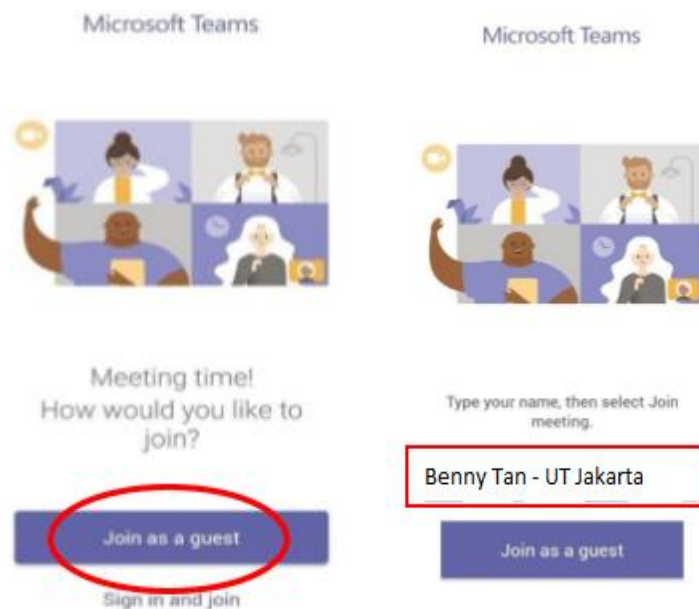 Microsoft Teams
Meeting time!
How would you like to
join?
Join as a guest
Sign in and join
Microsoft Teams
Type your name, then select Join
meeting.
Benny Tan - UT Jakarta
Join as a guest